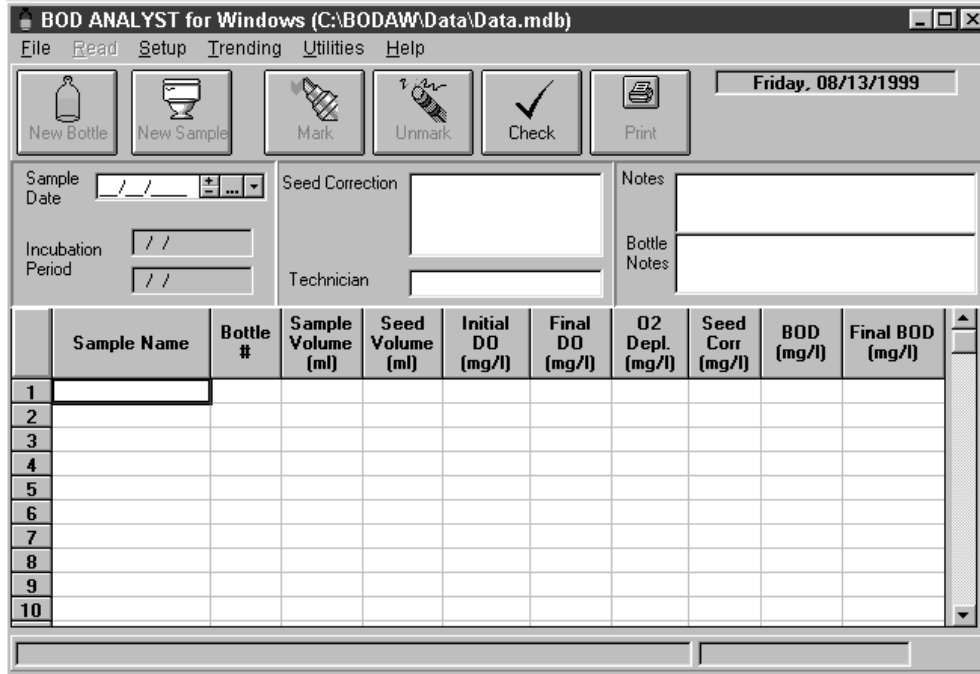 BOD ANALYST for Windows (C:\BODAW\Data\Data.mdb)
File Read Setup Trending Utilities Help
New Bottle New Sample Mark Unmark Check Print
Friday, 08/13/1999
Sample Date
__/__/____
...
Incubation Period
/ /
/ /
Seed Correction
Technician
Notes
Bottle Notes
Sample Name Bottle # Sample Volume (ml) Seed Volume (ml) Initial DO (mg/l) Final DO (mg/l) O2 Depl. (mg/l) Seed Corr (mg/l) BOD (mg/l) Final BOD (mg/l)
1
2
3
4
5
6
7
8
9
10